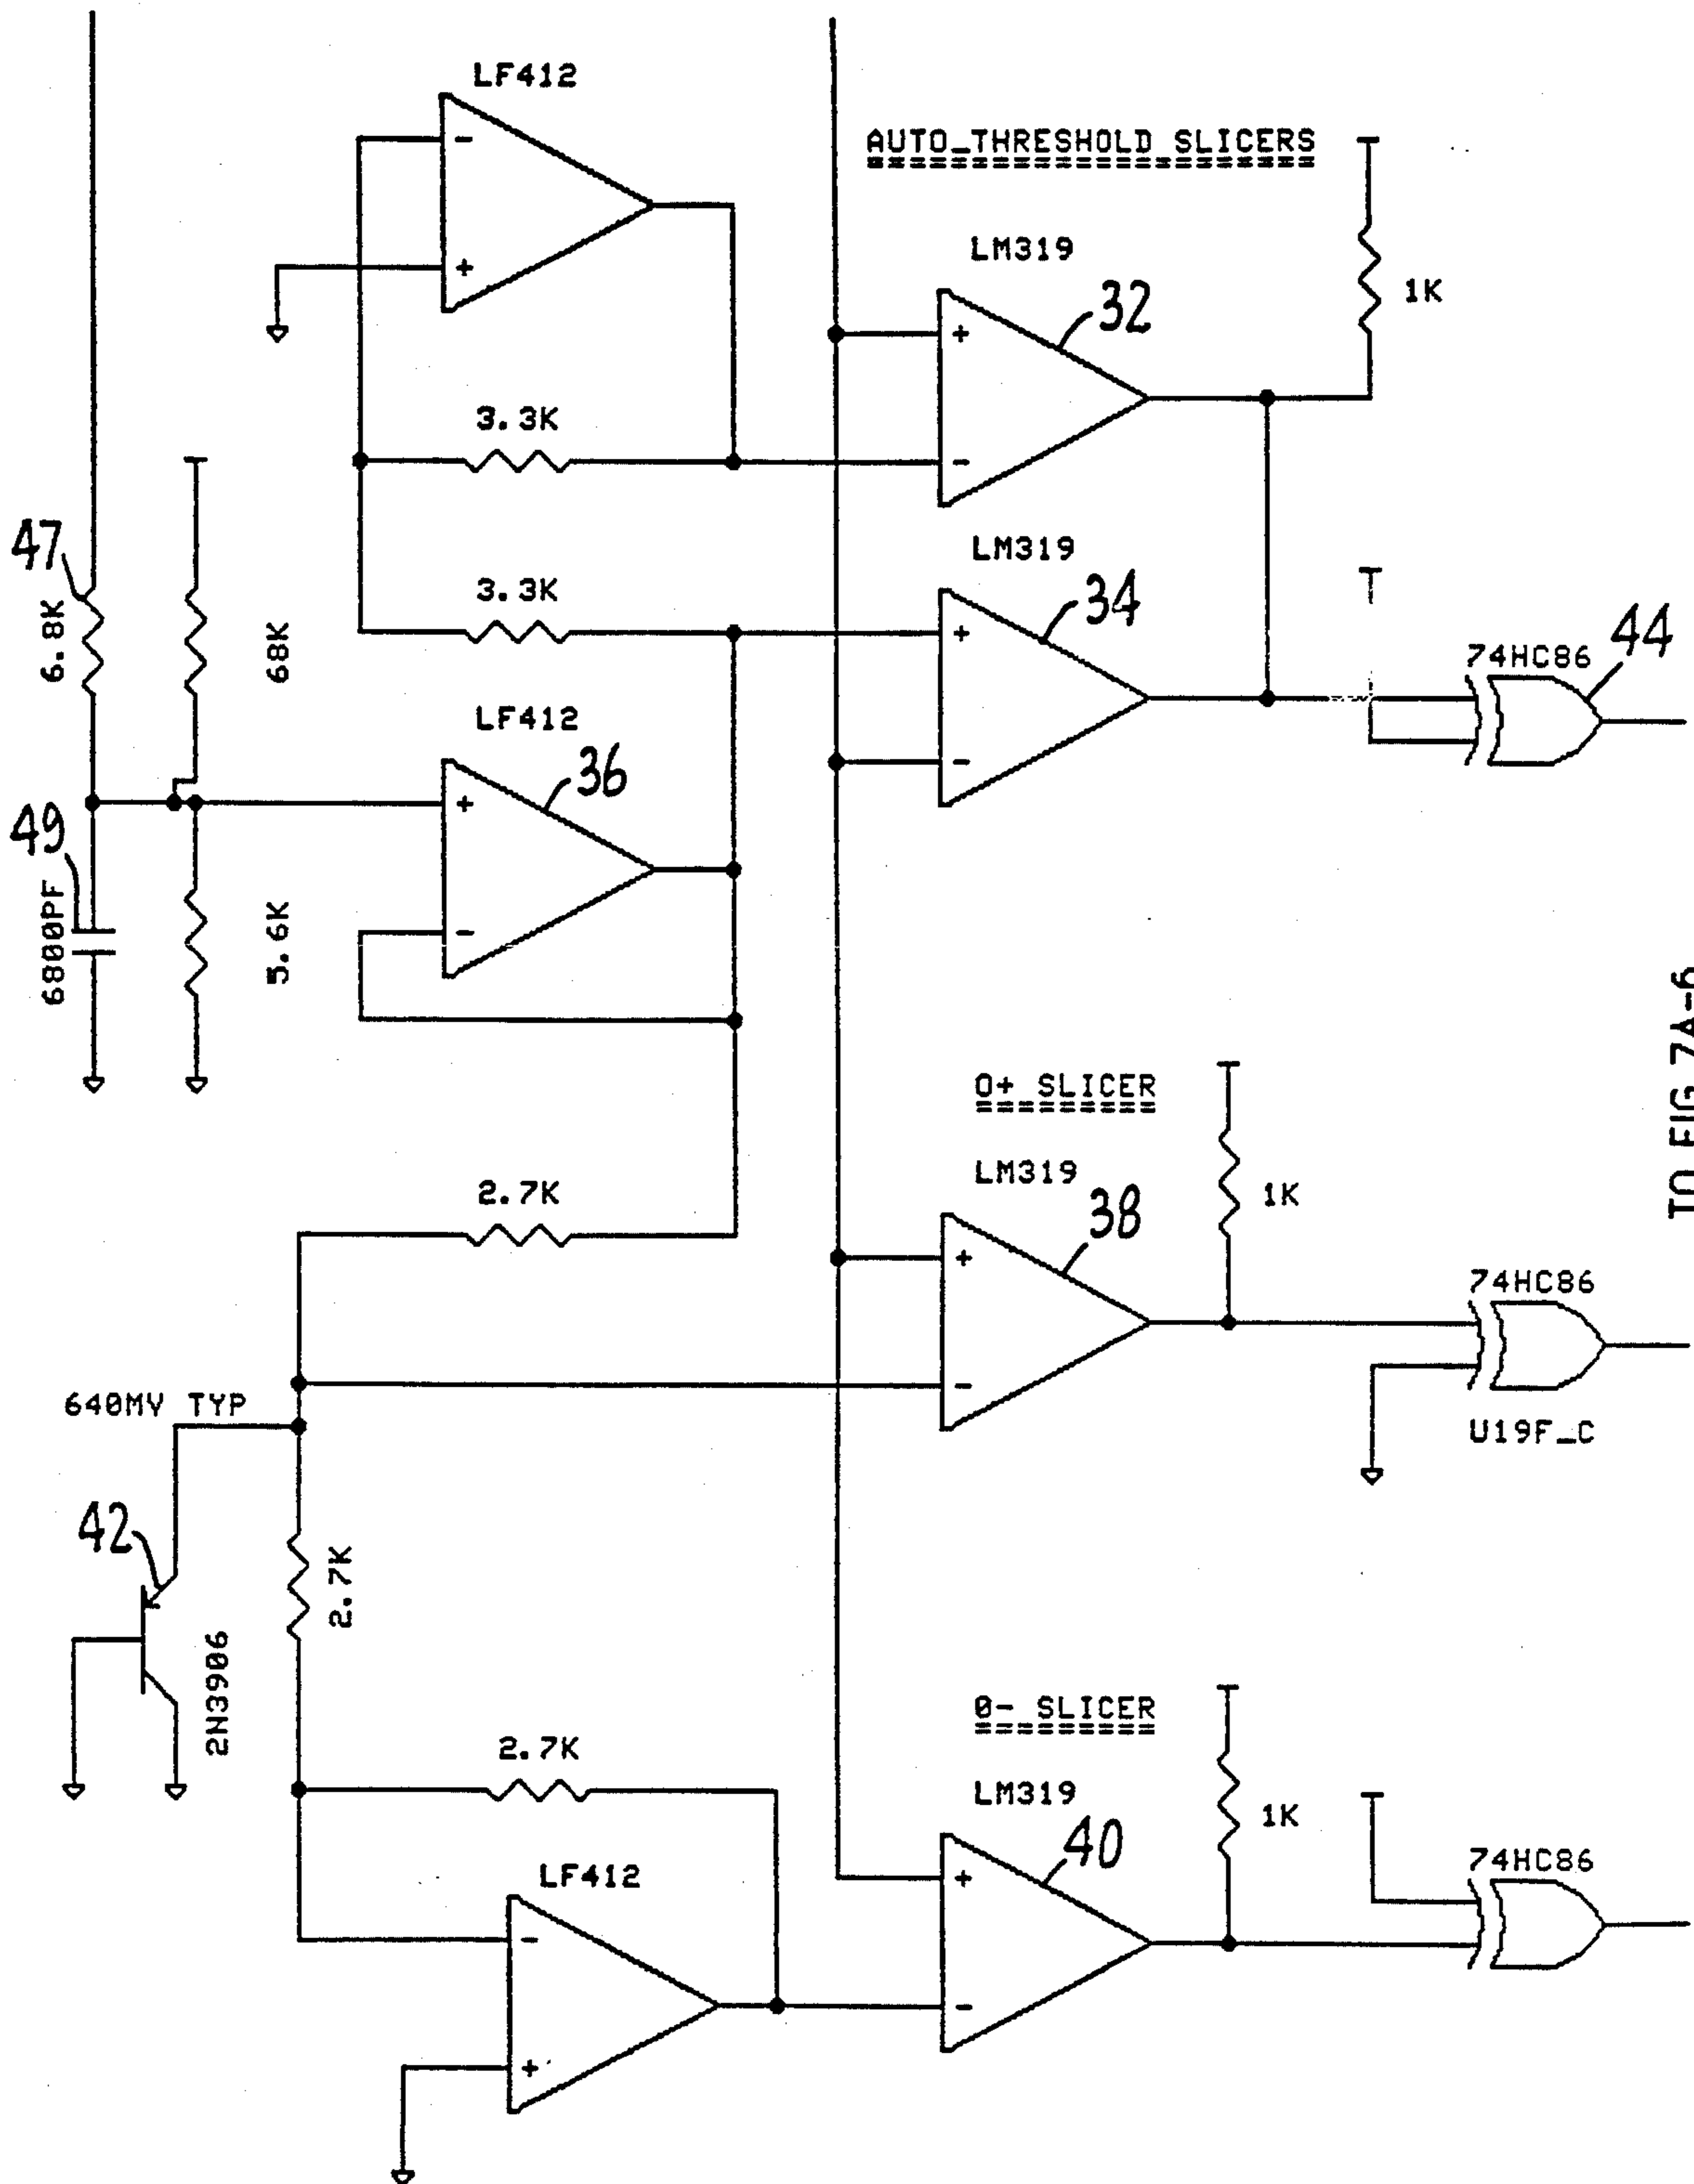 LF412
AUTO_THRESHOLD SLICERS
-
+
LM319
32
1K
+
3.3K
-
47
LM319
6.8K
3.3K
68K
34
+
74HC86
44
LF412
36
-
+
49
6800PF
5.6K
-
TO FIG. 7A-6
O+ SLICER
LM319
1K
2.7K
38
+
74HC86
640MV TYP
-
U19F_C
42
2.7K
2N3906
0- SLICER
2.7K
LM319
1K
LF412
40
+
74HC86
-
-
+